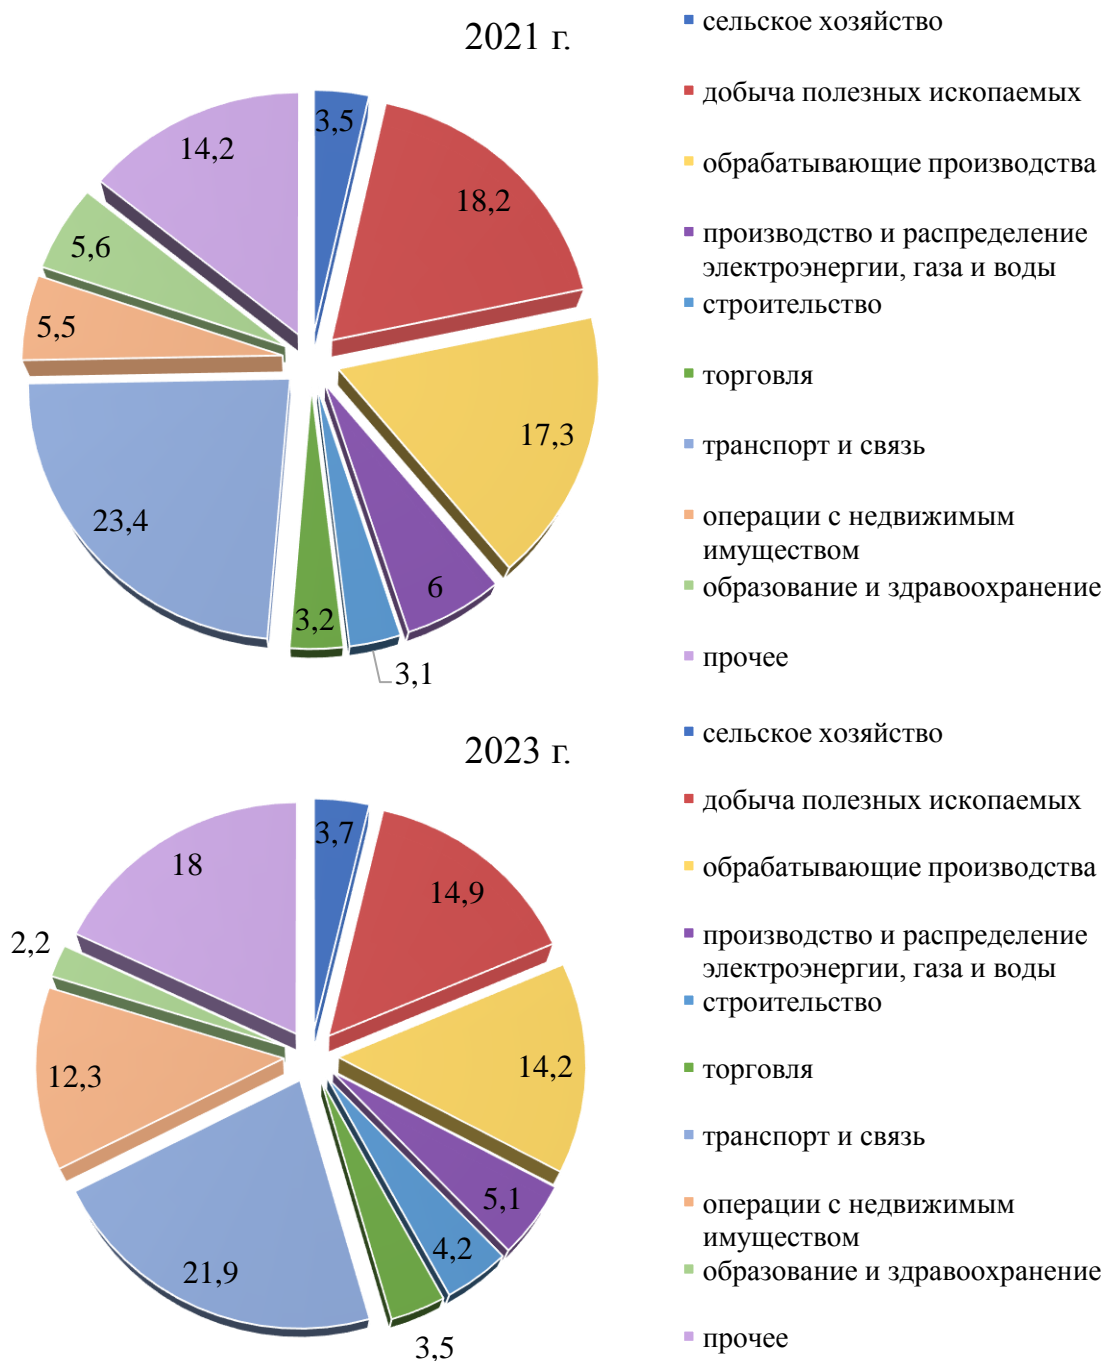 2021 г.
3,5
18,2
17,3
6
3,1
3,2
23,4
5,5
5,6
14,2
сельское хозяйство
добыча полезных ископаемых
обрабатывающие производства
производство и распределение
электроэнергии, газа и воды
строительство
торговля
транспорт и связь
операции с недвижимым
имуществом
образование и здравоохранение
прочее
2023 г.
3,7
14,9
14,2
5,1
4,2
3,5
21,9
12,3
2,2
18
сельское хозяйство
добыча полезных ископаемых
обрабатывающие производства
производство и распределение
электроэнергии, газа и воды
строительство
торговля
транспорт и связь
операции с недвижимым
имуществом
образование и здравоохранение
прочее